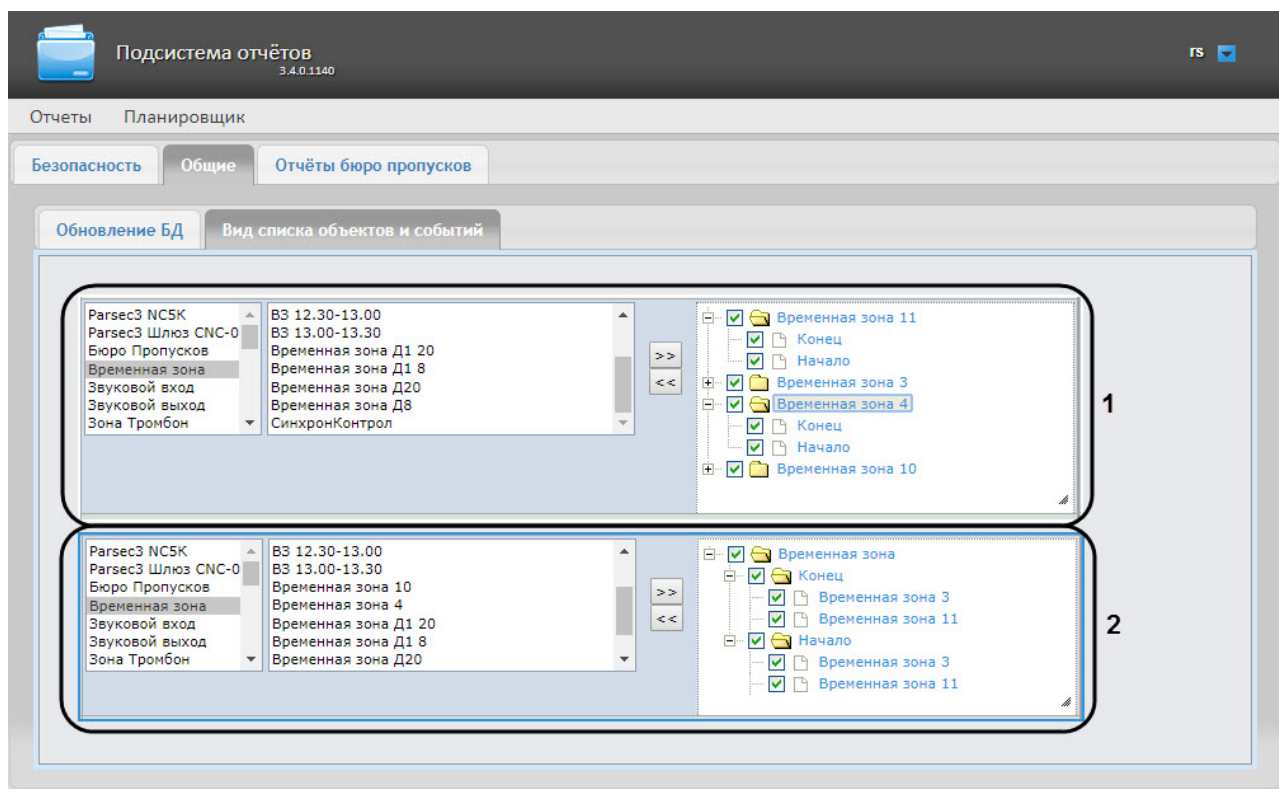 Подсистема отчётов
3.4.0.1140
rs
Отчеты Планировщик
Безопасность Общие Отчёты бюро пропусков
Обновление БД Вид списка объектов и событий
Parsec3 NC5K
Parsec3 Шлюз CNC-0
Бюро Пропусков
Временная зона
Звуковой вход
Звуковой выход
Зона Тромбон
ВЗ 12.30-13.00
ВЗ 13.00-13.30
Временная зона Д1 20
Временная зона Д1 8
Временная зона Д20
Временная зона Д8
СинхронКонтрол
>>
<<
Временная зона 11
Конец
Начало
Временная зона 3
Временная зона 4
Конец
Начало
Временная зона 10
1
Parsec3 NC5K
Parsec3 Шлюз CNC-0
Бюро Пропусков
Временная зона
Звуковой вход
Звуковой выход
Зона Тромбон
ВЗ 12.30-13.00
ВЗ 13.00-13.30
Временная зона 10
Временная зона 4
Временная зона Д1 20
Временная зона Д1 8
Временная зона Д20
>>
<<
Временная зона
Конец
Временная зона 3
Временная зона 11
Начало
Временная зона 3
Временная зона 11
2